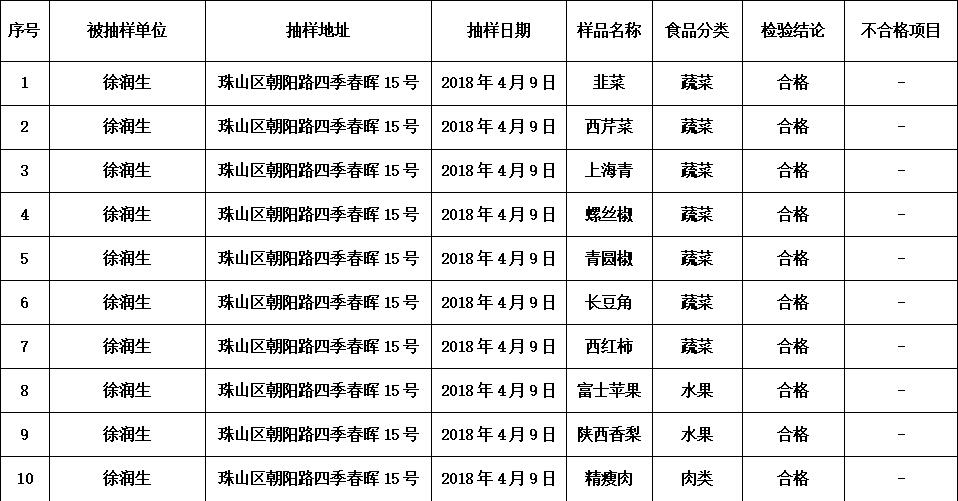 序号 被抽样单位 抽样地址 抽样日期 样品名称 食品分类 检验结论 不合格项目
1 徐润生 珠山区朝阳路四季春晖15号 2018年4月9日 韭菜 蔬菜 合格 -
2 徐润生 珠山区朝阳路四季春晖15号 2018年4月9日 西芹菜 蔬菜 合格 -
3 徐润生 珠山区朝阳路四季春晖15号 2018年4月9日 上海青 蔬菜 合格 -
4 徐润生 珠山区朝阳路四季春晖15号 2018年4月9日 螺丝椒 蔬菜 合格 -
5 徐润生 珠山区朝阳路四季春晖15号 2018年4月9日 青圆椒 蔬菜 合格 -
6 徐润生 珠山区朝阳路四季春晖15号 2018年4月9日 长豆角 蔬菜 合格 -
7 徐润生 珠山区朝阳路四季春晖15号 2018年4月9日 西红柿 蔬菜 合格 -
8 徐润生 珠山区朝阳路四季春晖15号 2018年4月9日 富士苹果 水果 合格 -
9 徐润生 珠山区朝阳路四季春晖15号 2018年4月9日 陕西香梨 水果 合格 -
10 徐润生 珠山区朝阳路四季春晖15号 2018年4月9日 精瘦肉 肉类 合格 -